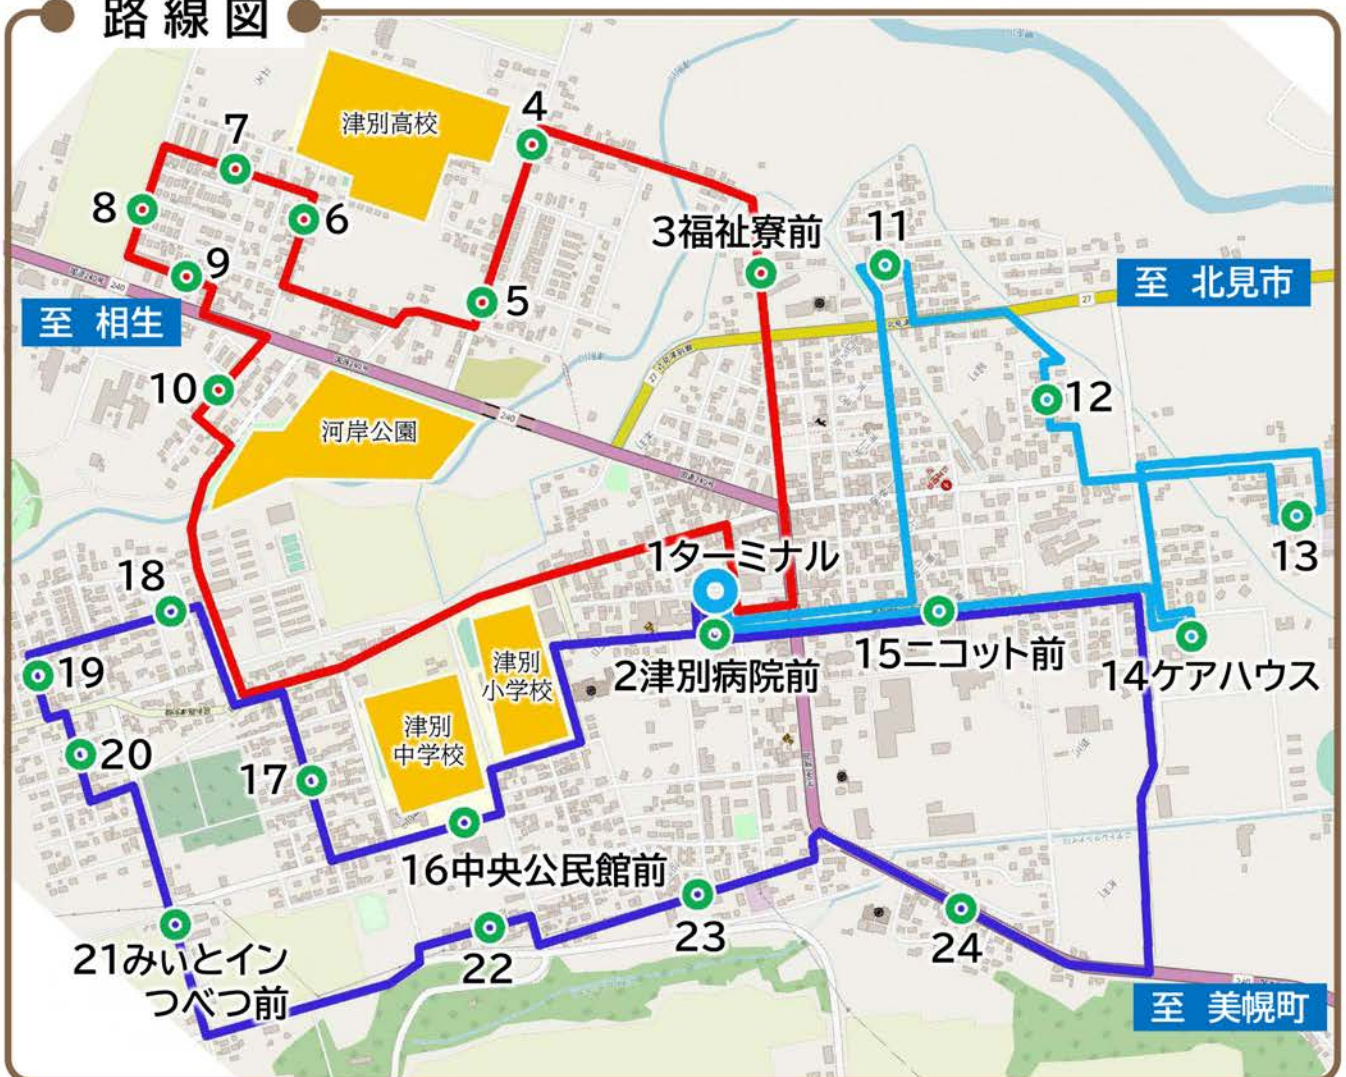 路線図
津別高校
4
7
8
6
3福祉寮前
11
9
5
至 北見市
240
27
至 相生
10
12
27
河岸公園
240
1ターミナル
13
18
19
津別
小学校
2津別病院前
15ニコット前
14ケアハウス
津別
中学校
20
17
16中央公民館前
21みぃとイン
つべつ前
22
23
24
240
至 美幌町